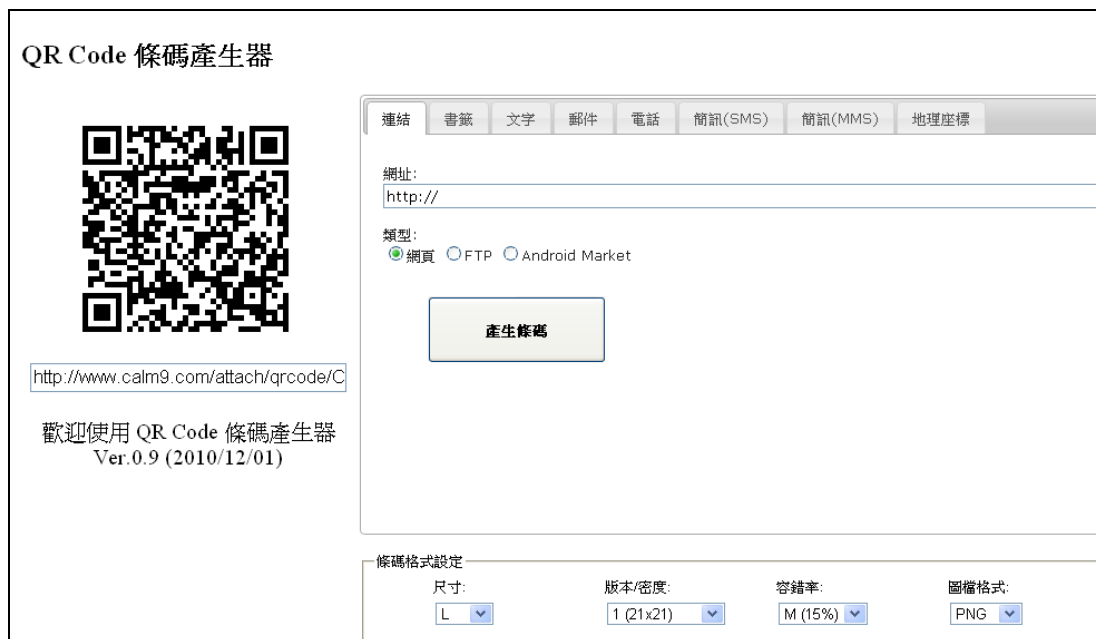 QR Code 條碼產生器
連結 書籤 文字 郵件 電話 簡訊(SMS) 簡訊(MMS) 地理座標
網址:
http://
類型:
網頁 FTP Android Market
產生條碼
http://www.calm9.com/attach/qrcode/C
歡迎使用 QR Code 條碼產生器
Ver.0.9 (2010/12/01)
條碼格式設定
尺寸: 版本/密度: 容錯率: 圖檔格式:
L 1 (21x21) M (15%) PNG